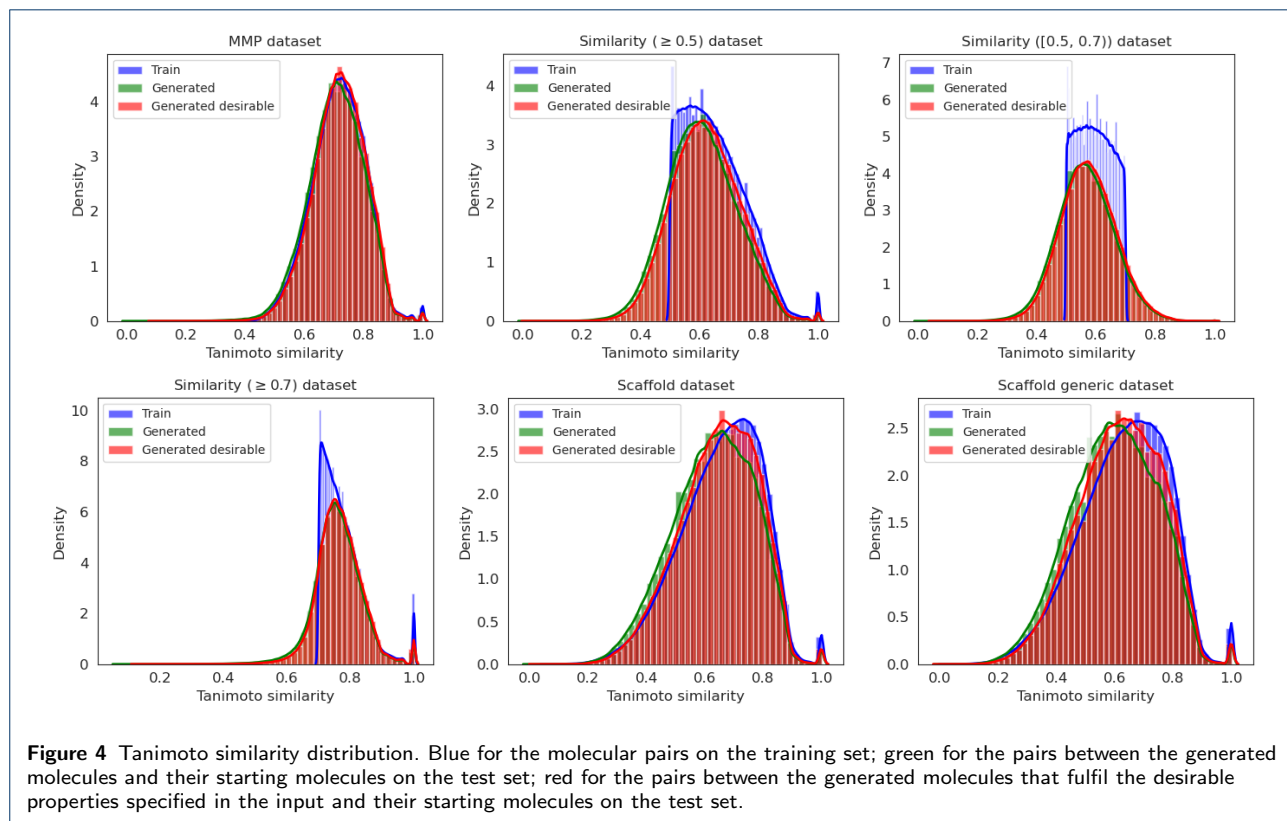 MMP dataset
Train
Generated
Generated desirable
Density
0
1
2
3
4
0.0 0.2 0.4 0.6 0.8 1.0
Tanimoto similarity
Similarity (≥ 0.5) dataset
Train
Generated
Generated desirable
Density
0
1
2
3
4
0.0 0.2 0.4 0.6 0.8 1.0
Tanimoto similarity
Similarity ([0.5, 0.7)) dataset
Train
Generated
Generated desirable
Density
0
1
2
3
4
5
6
7
0.0 0.2 0.4 0.6 0.8 1.0
Tanimoto similarity
Similarity (≥ 0.7) dataset
Train
Generated
Generated desirable
Density
0
2
4
6
8
10
0.2 0.4 0.6 0.8 1.0
Tanimoto similarity
Scaffold dataset
Train
Generated
Generated desirable
Density
0.0
0.5
1.0
1.5
2.0
2.5
3.0
0.0 0.2 0.4 0.6 0.8 1.0
Tanimoto similarity
Scaffold generic dataset
Train
Generated
Generated desirable
Density
0.0
0.5
1.0
1.5
2.0
2.5
0.0 0.2 0.4 0.6 0.8 1.0
Tanimoto similarity
Figure 4 Tanimoto similarity distribution. Blue for the molecular pairs on the training set; green for the pairs between the generated
molecules and their starting molecules on the test set; red for the pairs between the generated molecules that fulfil the desirable
properties specified in the input and their starting molecules on the test set.